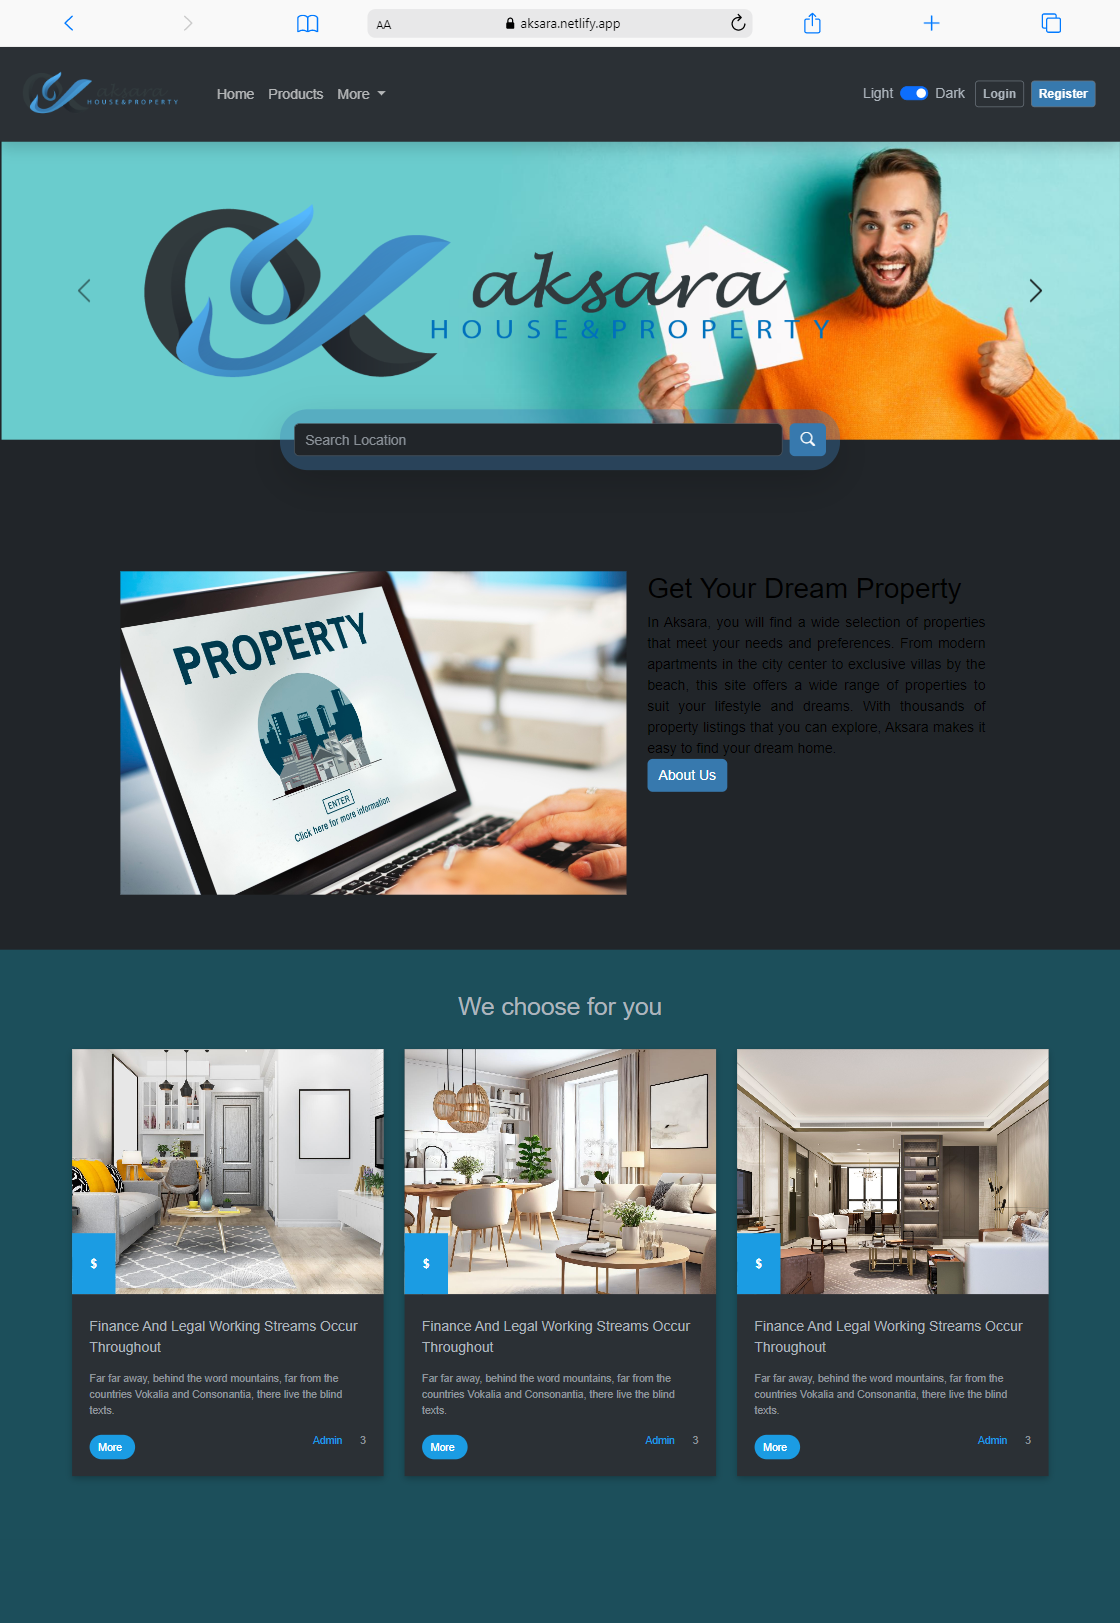 AA
aksara.netlify.app
aksara
HOUSE&PROPERTY
Home
Products
More
Light
Dark
Login
Register
aksara
HOUSE&PROPERTY
Search Location
PROPERTY
ENTER
Click here for more information
Get Your Dream Property
In Aksara, you will find a wide selection of properties
that meet your needs and preferences. From modern
apartments in the city center to exclusive villas by the
beach, this site offers a wide range of properties to
suit your lifestyle and dreams. With thousands of
property listings that you can explore, Aksara makes it
easy to find your dream home.
About Us
We choose for you
$
Finance And Legal Working Streams Occur
Throughout
Far far away, behind the word mountains, far from the
countries Vokalia and Consonantia, there live the blind
texts.
More
Admin
3
$
Finance And Legal Working Streams Occur
Throughout
Far far away, behind the word mountains, far from the
countries Vokalia and Consonantia, there live the blind
texts.
More
Admin
3
$
Finance And Legal Working Streams Occur
Throughout
Far far away, behind the word mountains, far from the
countries Vokalia and Consonantia, there live the blind
texts.
More
Admin
3